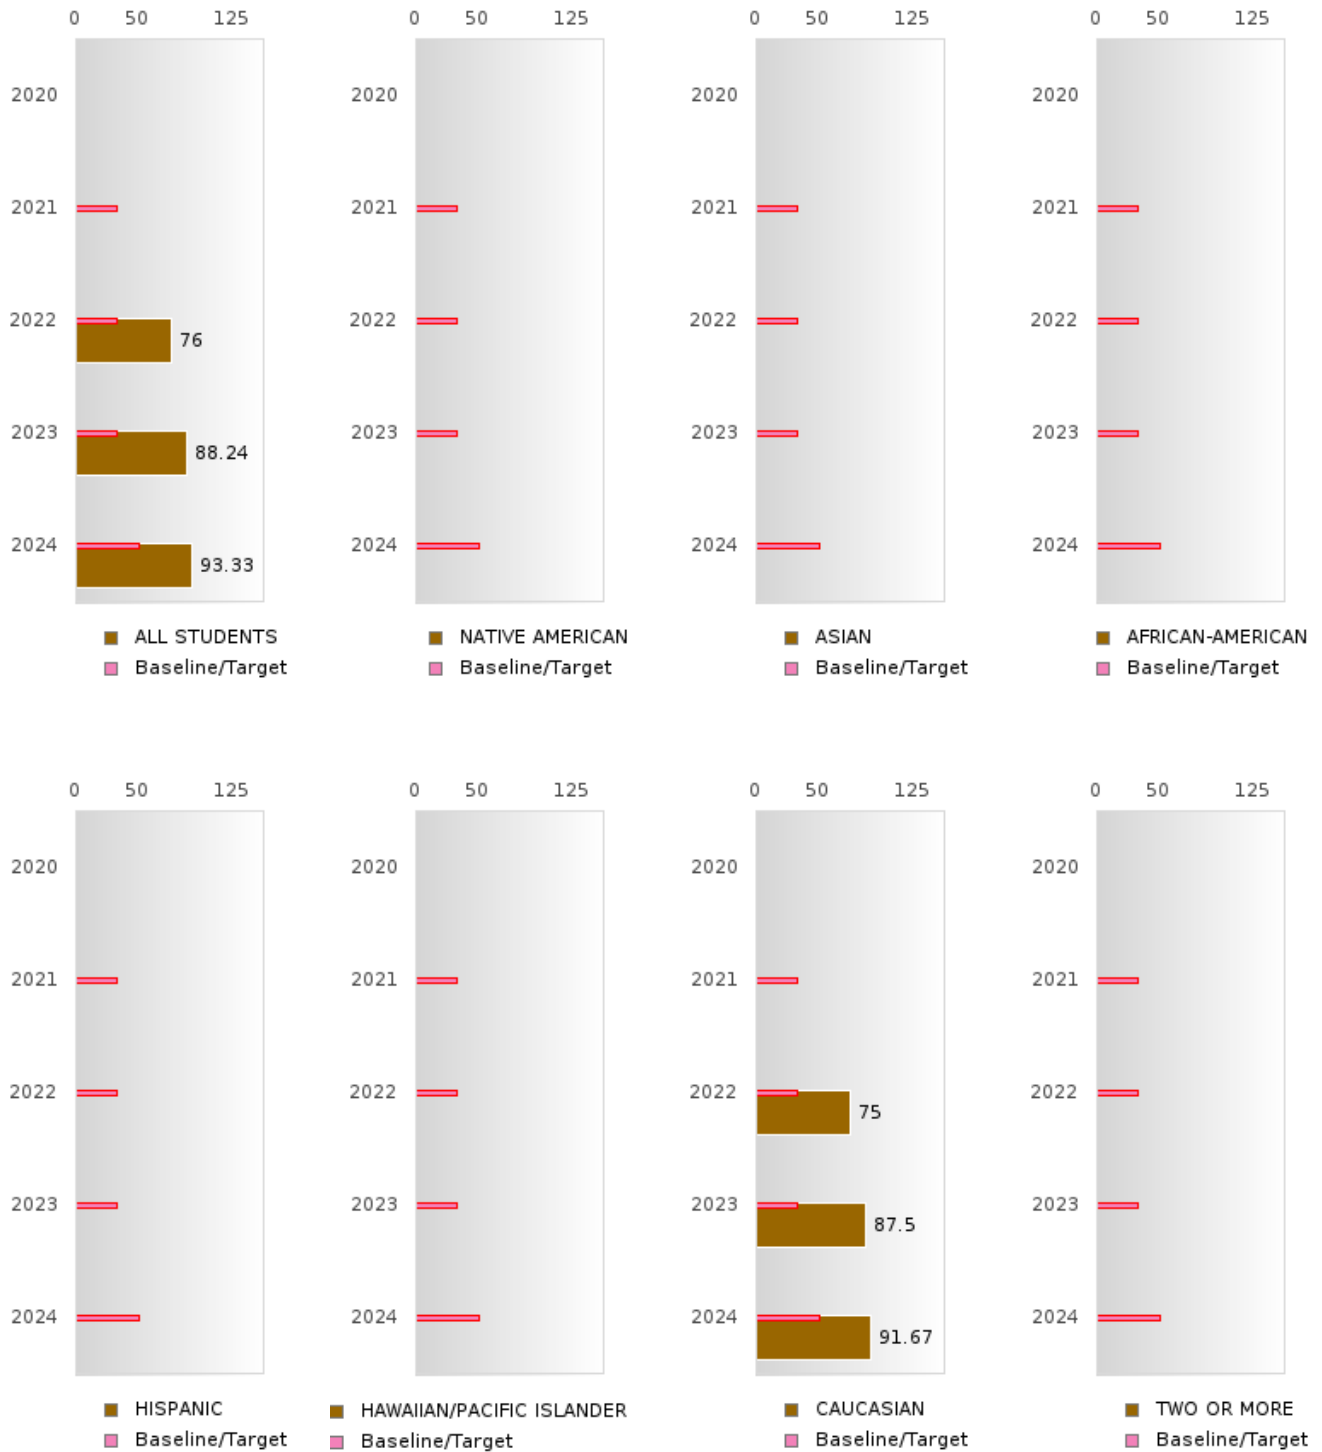 0 50 125
2020
2021
2022 76
2023 88.24
2024 93.33
ALL STUDENTS
Baseline/Target
0 50 125
2020
2021
2022
2023
2024
NATIVE AMERICAN
Baseline/Target
0 50 125
2020
2021
2022
2023
2024
ASIAN
Baseline/Target
0 50 125
2020
2021
2022
2023
2024
AFRICAN-AMERICAN
Baseline/Target
0 50 125
2020
2021
2022
2023
2024
HISPANIC
Baseline/Target
0 50 125
2020
2021
2022
2023
2024
HAWAIIAN/PACIFIC ISLANDER
Baseline/Target
0 50 125
2020
2021
2022 75
2023 87.5
2024 91.67
CAUCASIAN
Baseline/Target
0 50 125
2020
2021
2022
2023
2024
TWO OR MORE
Baseline/Target